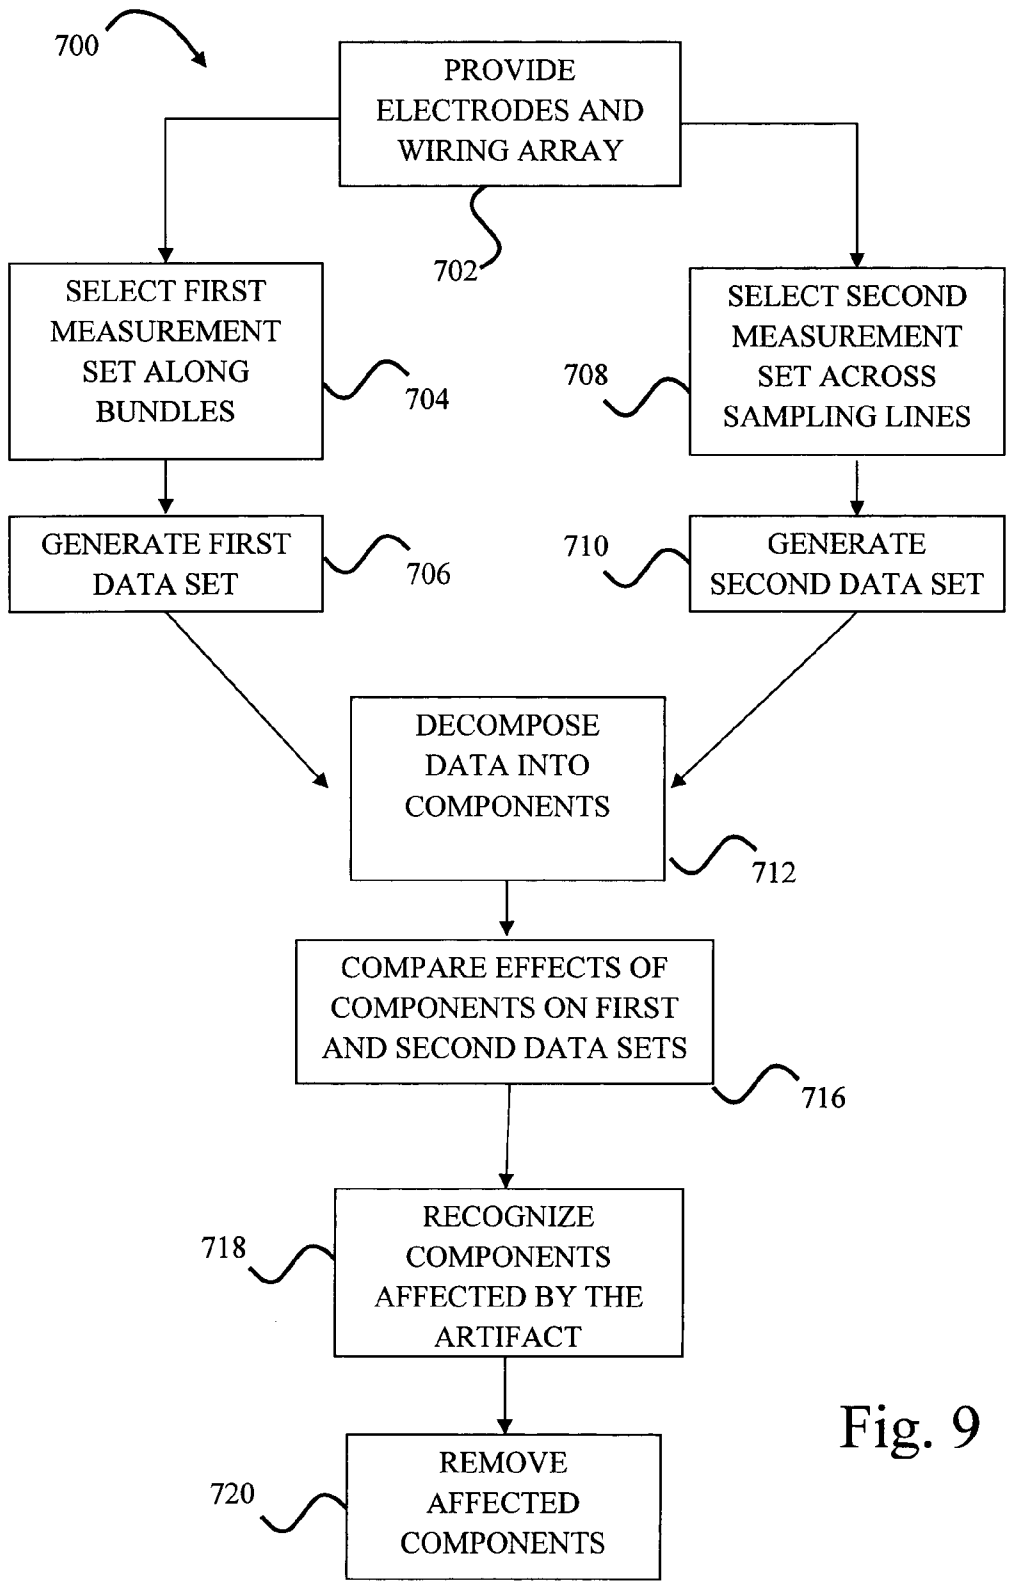 700
PROVIDE
ELECTRODES AND
WIRING ARRAY
702
SELECT FIRST
MEASUREMENT
SET ALONG
BUNDLES
704
708
SELECT SECOND
MEASUREMENT
SET ACROSS
SAMPLING LINES
GENERATE FIRST
DATA SET
706
710
GENERATE
SECOND DATA SET
DECOMPOSE
DATA INTO
COMPONENTS
712
COMPARE EFFECTS OF
COMPONENTS ON FIRST
AND SECOND DATA SETS
716
718
RECOGNIZE
COMPONENTS
AFFECTED BY THE
ARTIFACT
720
REMOVE
AFFECTED
COMPONENTS
Fig. 9